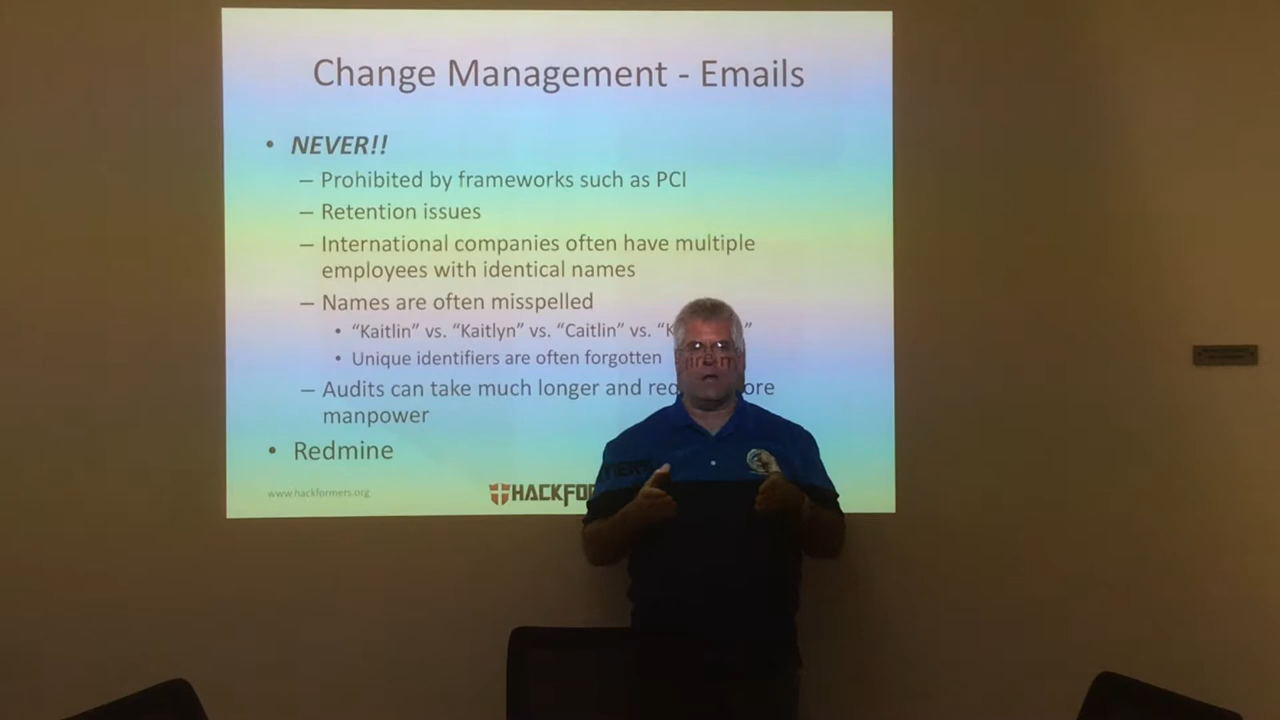 Change Management - Emails
• NEVER!!
– Prohibited by frameworks such as PCI
– Retention issues
– International companies often have multiple
employees with identical names
– Names are often misspelled
• “Kaitlin” vs. “Kaitlyn” vs. “Caitlin” vs. “K ”
• Unique identifiers are often forgotten
– Audits can take much longer and
manpower
• Redmine
www.hackformers.org